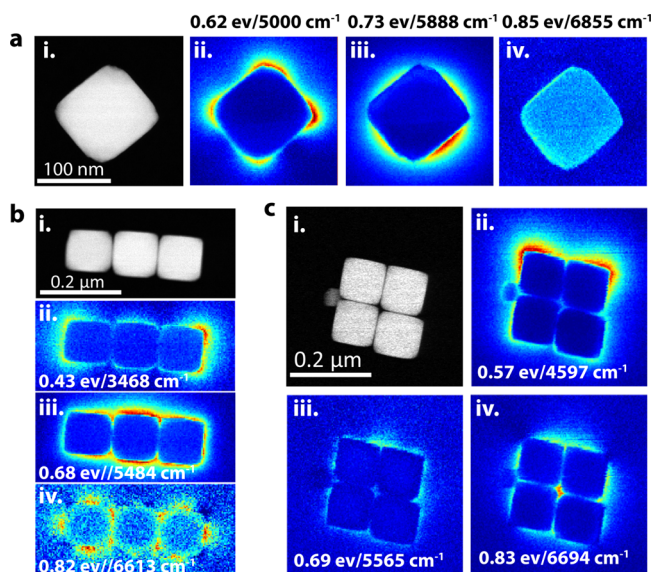 0.62 ev/5000 cm⁻¹ 0.73 ev/5888 cm⁻¹ 0.85 ev/6855 cm⁻¹
a i. ii. iii. iv.
100 nm
b i.
0.2 µm
ii.
0.43 ev/3468 cm⁻¹
iii.
0.68 ev//5484 cm⁻¹
iv.
0.82 ev//6613 cm⁻¹
c i. ii.
0.2 µm
0.57 ev/4597 cm⁻¹
iii. iv.
0.69 ev/5565 cm⁻¹ 0.83 ev/6694 cm⁻¹